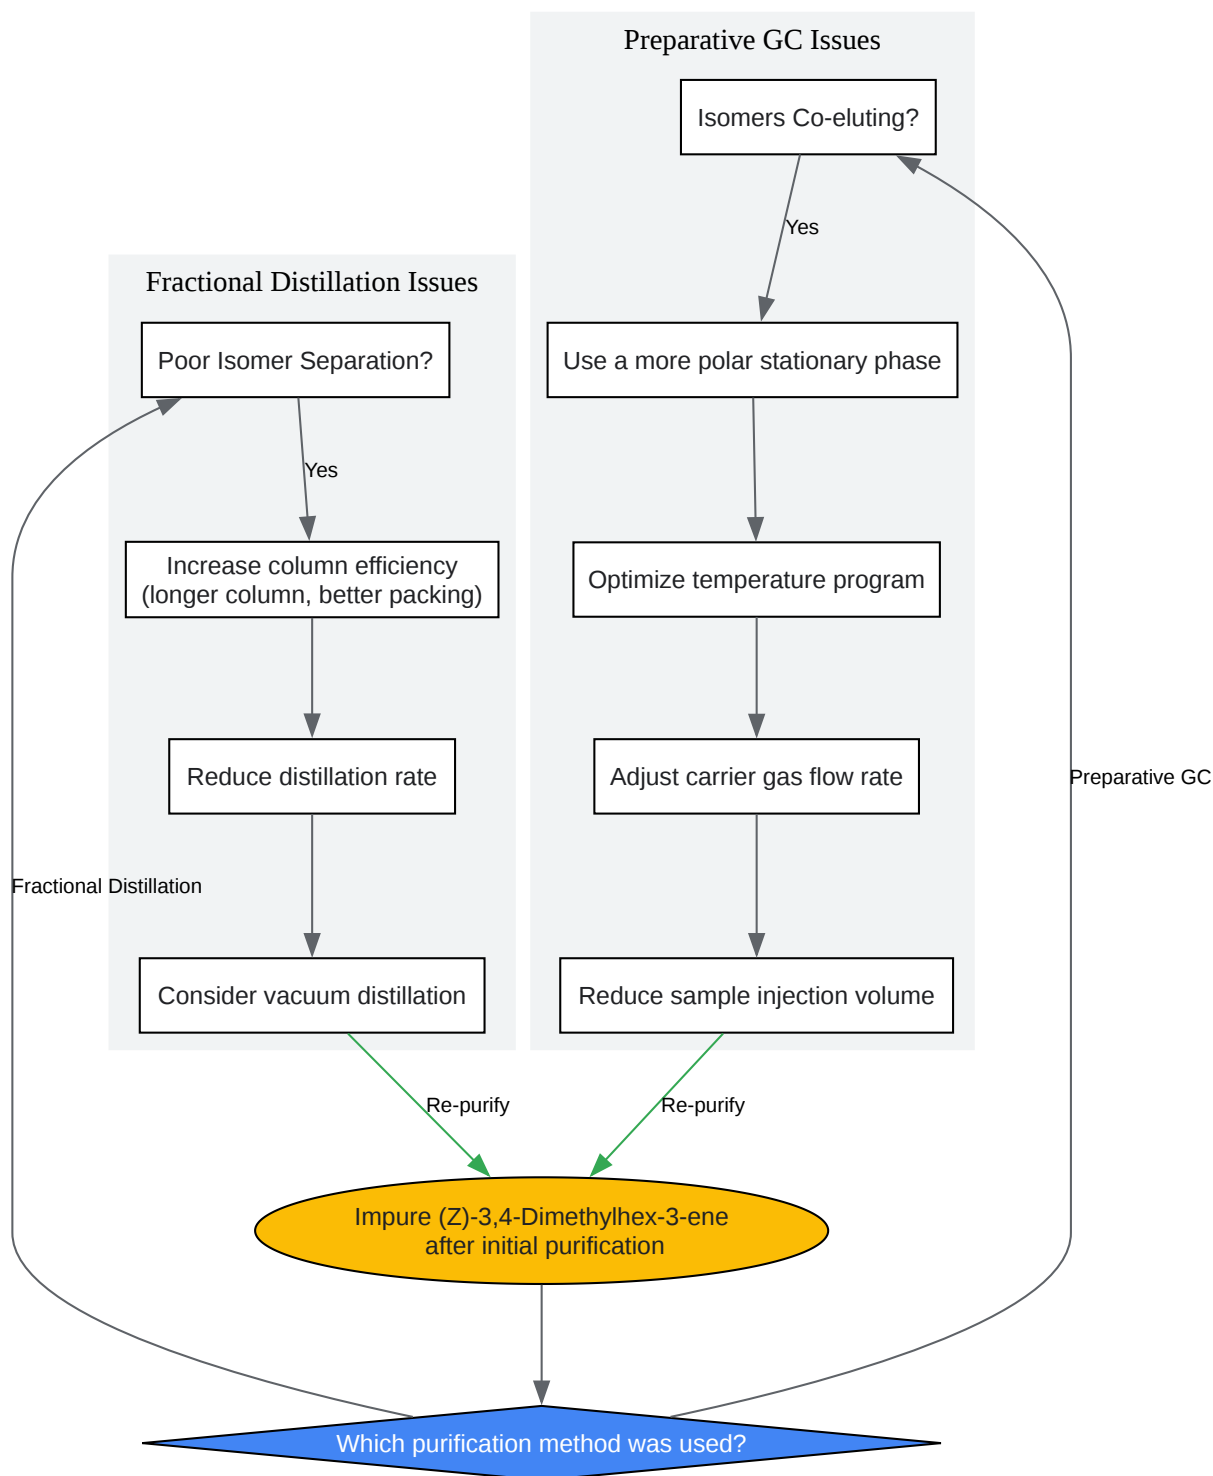 Preparative GC Issues
Isomers Co-eluting?
Yes
Fractional Distillation Issues
Poor Isomer Separation?
Use a more polar stationary phase
Yes
Increase column efficiency
(longer column, better packing)
Optimize temperature program
Reduce distillation rate
Adjust carrier gas flow rate
Preparative GC
Fractional Distillation
Consider vacuum distillation
Reduce sample injection volume
Re-purify
Re-purify
Impure (Z)-3,4-Dimethylhex-3-ene
after initial purification
Which purification method was used?